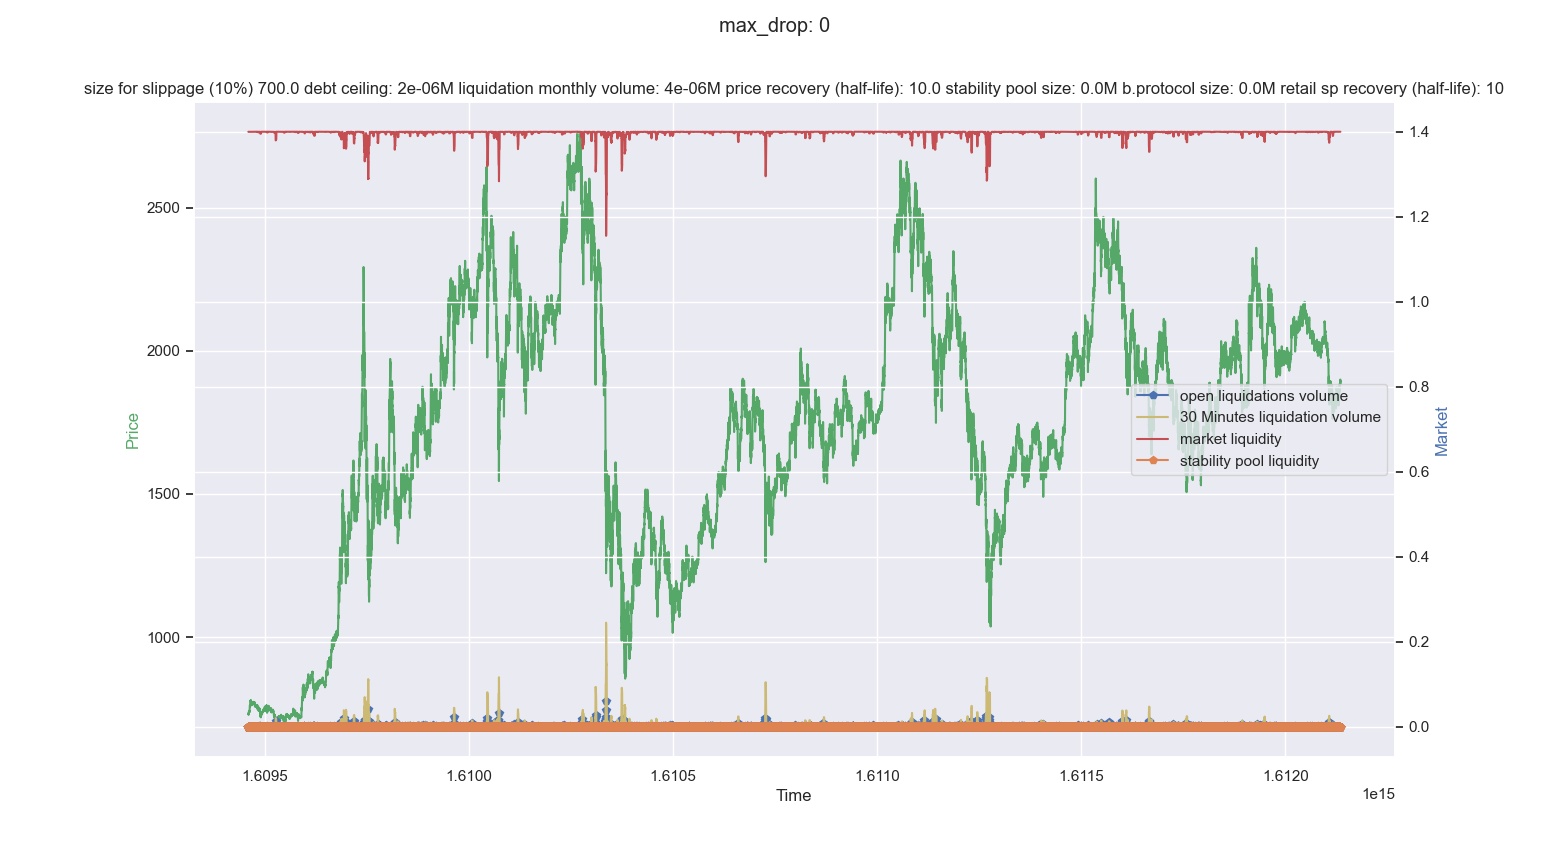 max_drop: 0
size for slippage (10%) 700.0 debt ceiling: 2e-06M liquidation monthly volume: 4e-06M price recovery (half-life): 10.0 stability pool size: 0.0M b.protocol size: 0.0M retail sp recovery (half-life): 10
1.4
2500
1.2
1.0
2000
0.8
open liquidations volume
30 Minutes liquidation volume
Price
Market
market liquidity
stability pool liquidity
0.6
1500
0.4
1000
0.2
0.0
1.6095 1.6100 1.6105 1.6110 1.6115 1.6120
Time
1e15